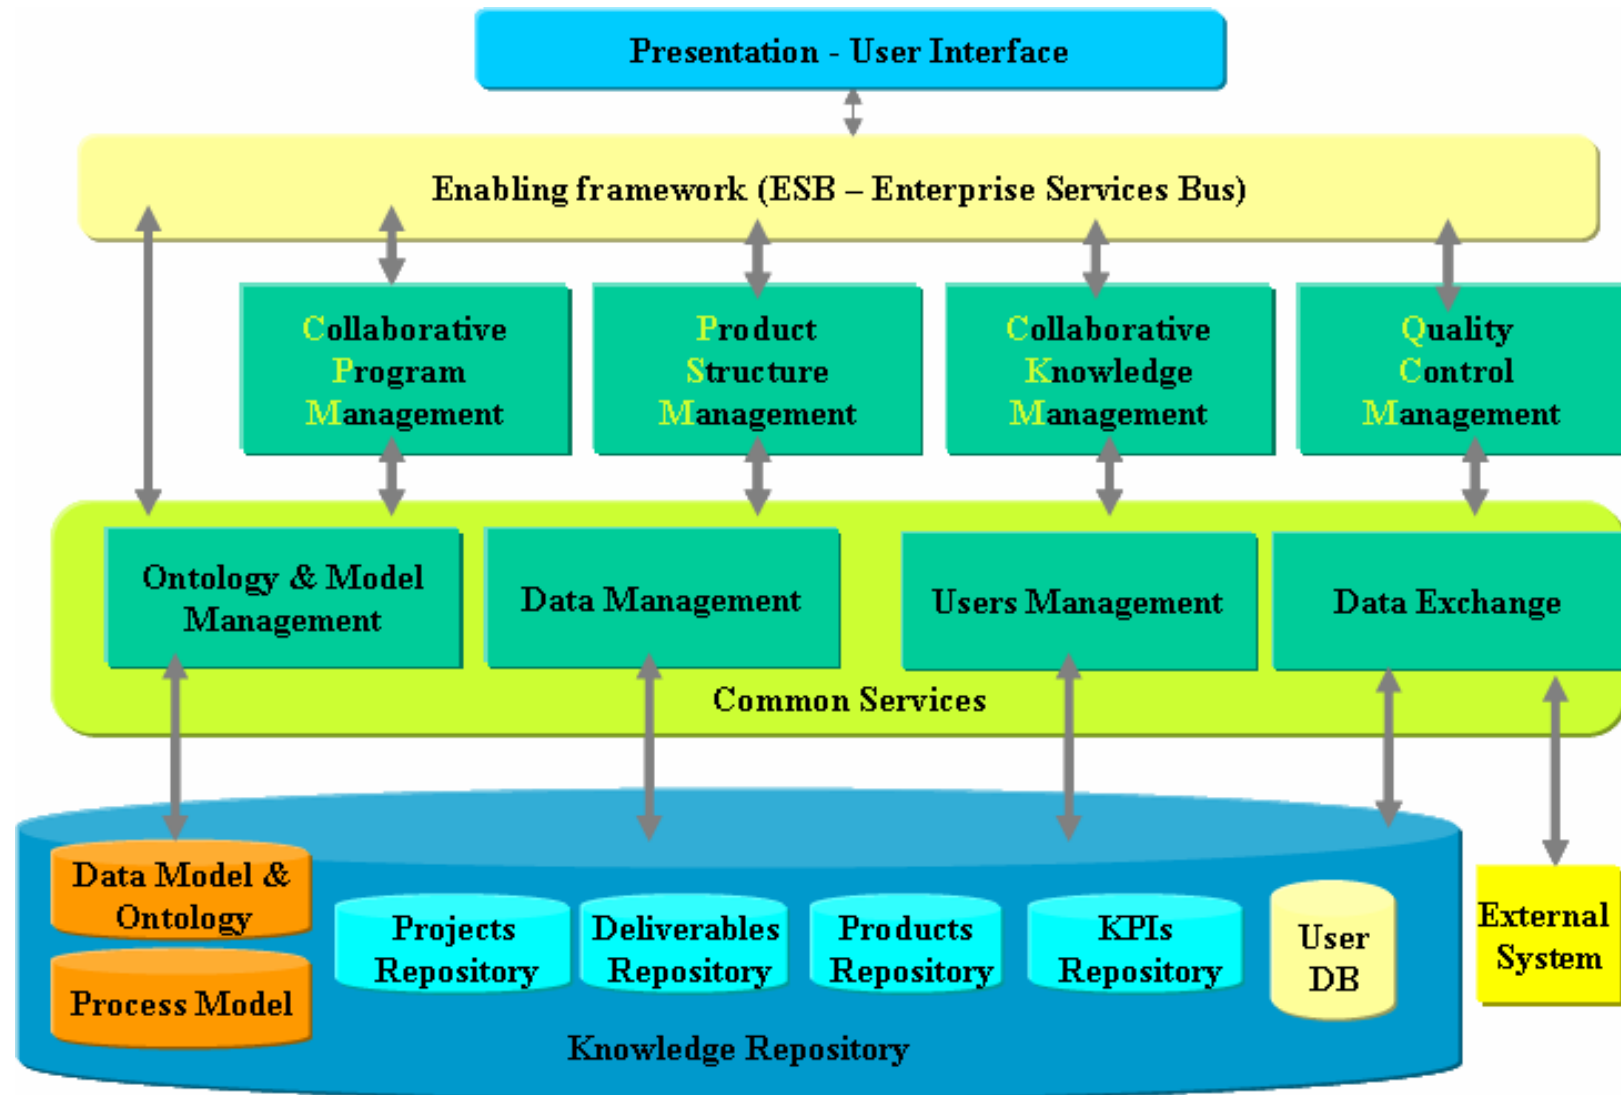 Presentation - User Interface
Enabling framework (ESB – Enterprise Services Bus)
Collaborative
Program
Management
Product
Structure
Management
Collaborative
Knowledge
Management
Quality
Control
Management
Ontology & Model
Management
Data Management
Users Management
Data Exchange
Common Services
Data Model &
Ontology
Process Model
Projects
Repository
Deliverables
Repository
Products
Repository
KPIs
Repository
User
DB
External
System
Knowledge Repository